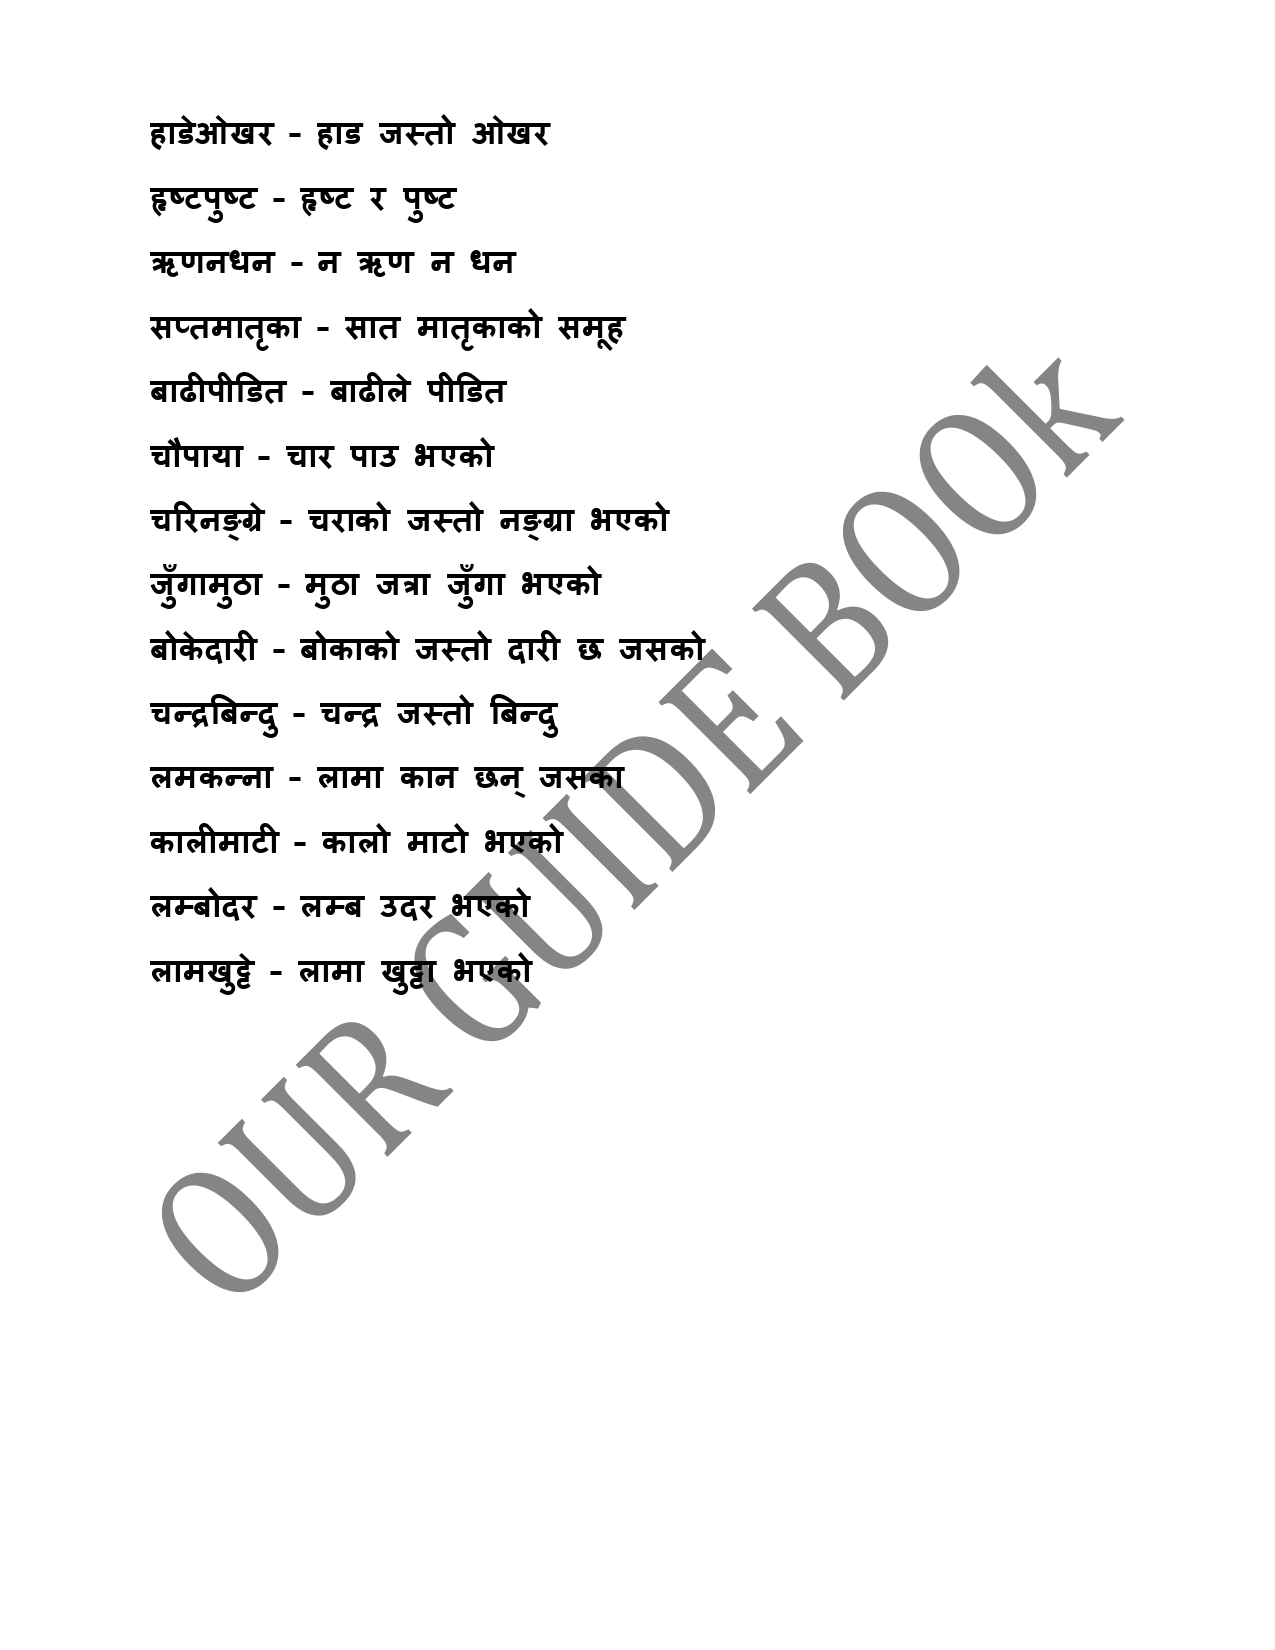 हाडेओखर – हाड जस्तो ओखर
हृष्टपुष्ट – हृष्ट र पुष्ट
ऋणनधन – न ऋण न धन
सप्तमातृका – सात मातृकाको समूह
बाढीपीडित – बाढीले पीडित
चौपाया – चार पाउ भएको
चरिनङ्ग्रे – चराको जस्तो नङ्ग्रा भएको
जुँगामुठा – मुठा जत्रा जुँगा भएको
बोकेदारी – बोकाको जस्तो दारी छ जसको
चन्द्रबिन्दु – चन्द्र जस्तो बिन्दु
लमकन्ना – लामा कान छन् जसका
कालीमाटी – कालो माटो भएको
लम्बोदर – लम्ब उदर भएको
लामखुट्टे – लामा खुट्टा भएको
OUR GUIDE BOOk